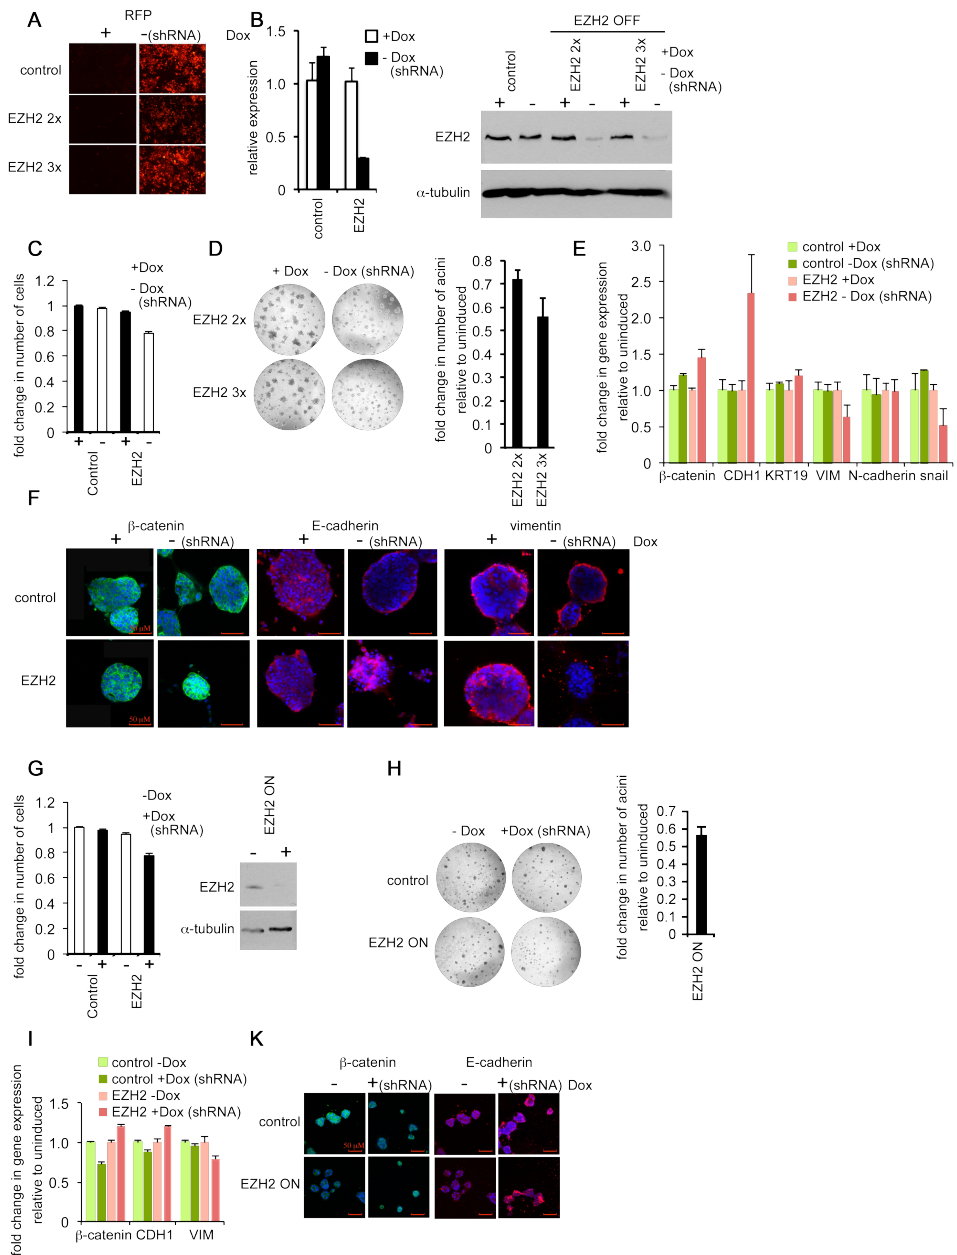 A
RFP
+ -(shRNA) Dox
control
EZH2 2x
EZH2 3x
B
relative expression
1.5
1.0
0.5
0
control
EZH2
+Dox
- Dox
(shRNA)
EZH2 OFF
control
EZH2 2x
EZH2 3x
+Dox
- Dox
(shRNA)
+ - + - + -
EZH2
α-tubulin
C
fold change in number of cells
1.2
1
0.8
0.6
0.4
0.2
0
+ - + -
Control
EZH2
+Dox
- Dox
(shRNA)
D
+ Dox - Dox (shRNA)
EZH2 2x
EZH2 3x
fold change in number of acini
relative to uninduced
0.8
0.7
0.6
0.5
0.4
0.3
0.2
0.1
0
EZH2 2x
EZH2 3x
E
fold change in gene expression
relative to uninduced
3.0
2.5
2.0
1.5
1.0
0.5
0
control +Dox
control -Dox (shRNA)
EZH2 +Dox
EZH2 - Dox (shRNA)
β-catenin CDH1 KRT19 VIM N-cadherin snail
F
β-catenin E-cadherin vimentin
+ - (shRNA) + - (shRNA) + - (shRNA) Dox
control
EZH2
50 µM
G
fold change in number of cells
1.2
1
0.8
0.6
0.4
0.2
0
- + - +
Control
EZH2
-Dox
+Dox
(shRNA)
EZH2 ON
- +
EZH2
α-tubulin
H
- Dox +Dox (shRNA)
control
EZH2 ON
fold change in number of acini
relative to uninduced
0.7
0.6
0.5
0.4
0.3
0.2
0.1
0
EZH2 ON
I
control -Dox
control +Dox (shRNA)
EZH2 -Dox
EZH2 +Dox (shRNA)
fold change in gene expression
relative to uninduced
1.5
1.0
0.5
0
β-catenin CDH1 VIM
K
β-catenin E-cadherin
- +(shRNA) - +(shRNA) Dox
control
50 µM
EZH2 ON